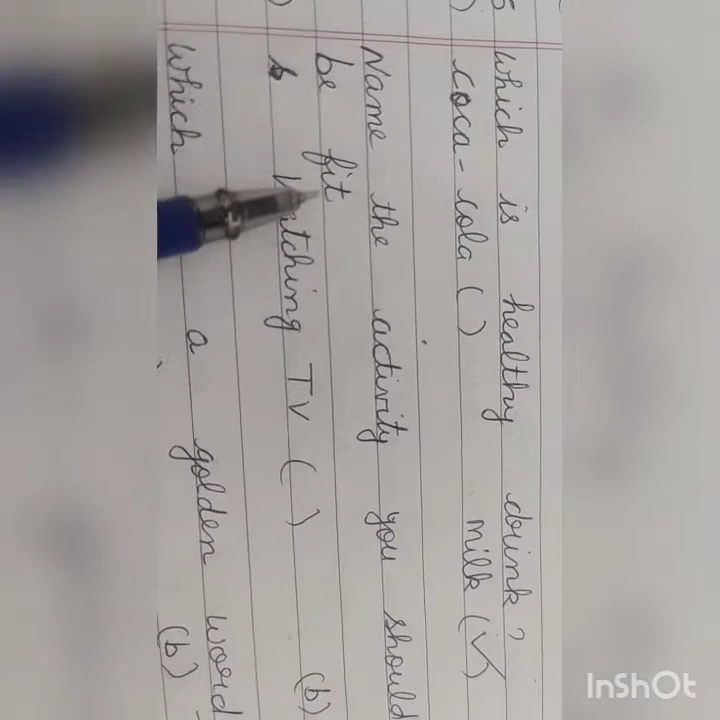 which is healthy drink?
coca-cola ( ) milk (✓)
Name the activity you should
be fit
watching TV ( ) (b)
which a golden word
(b)
InShOt